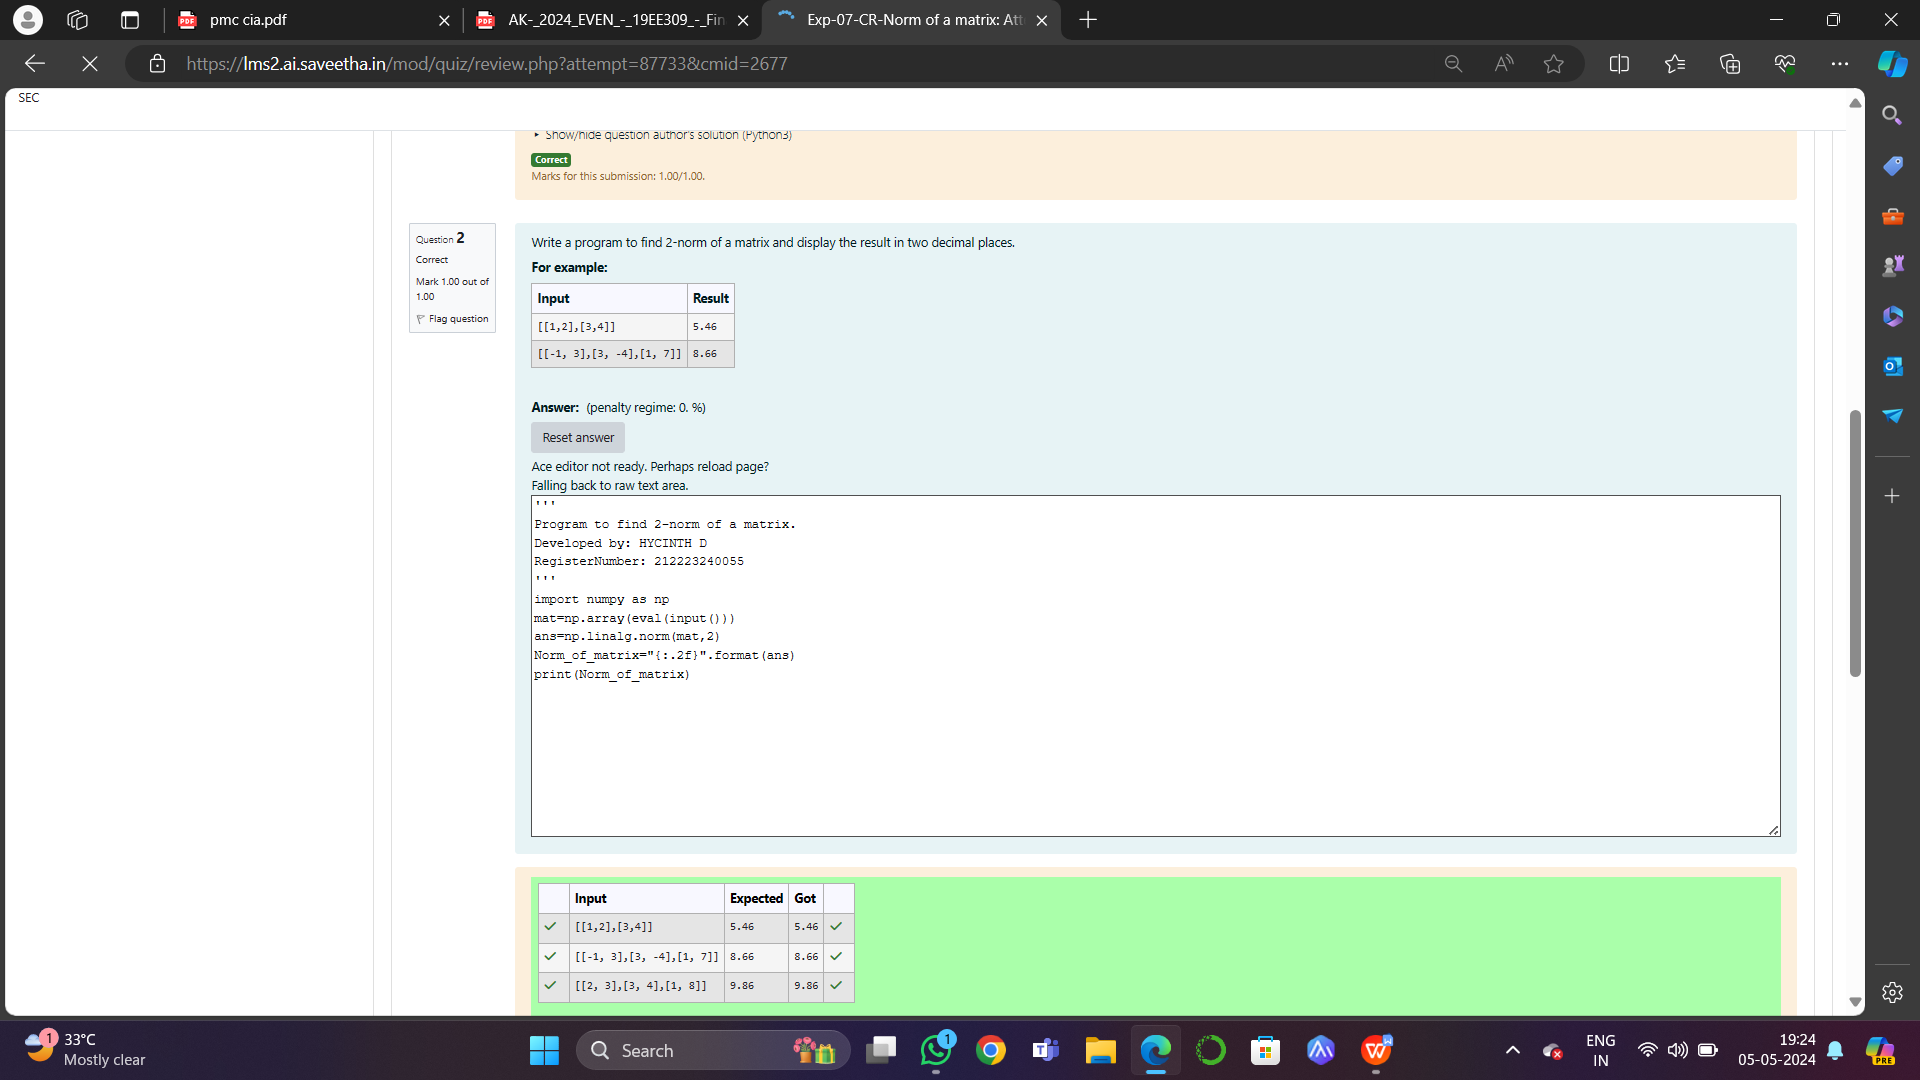 pmc cia.pdf
AK-_2024_EVEN_-_19EE309_-_Fin
Exp-07-CR-Norm of a matrix: Att
https://lms2.ai.saveetha.in/mod/quiz/review.php?attempt=87733&cmid=2677
SEC
Show/hide question author's solution (Python3)
Correct
Marks for this submission: 1.00/1.00.
Question 2
Correct
Mark 1.00 out of
1.00
Flag question
Write a program to find 2-norm of a matrix and display the result in two decimal places.
For example:
Input Result
[[1,2],[3,4]] 5.46
[[-1, 3],[3, -4],[1, 7]] 8.66
Answer: (penalty regime: 0. %)
Reset answer
Ace editor not ready. Perhaps reload page?
Falling back to raw text area.
'''
Program to find 2-norm of a matrix.
Developed by: HYCINTH D
RegisterNumber: 212223240055
'''
import numpy as np
mat=np.array(eval(input()))
ans=np.linalg.norm(mat,2)
Norm_of_matrix="{:.2f}".format(ans)
print(Norm_of_matrix)
Input Expected Got
[[1,2],[3,4]] 5.46 5.46
[[-1, 3],[3, -4],[1, 7]] 8.66 8.66
[[2, 3],[3, 4],[1, 8]] 9.86 9.86
1
33°C
Mostly clear
Search
1
ENG
IN
19:24
05-05-2024
PRE